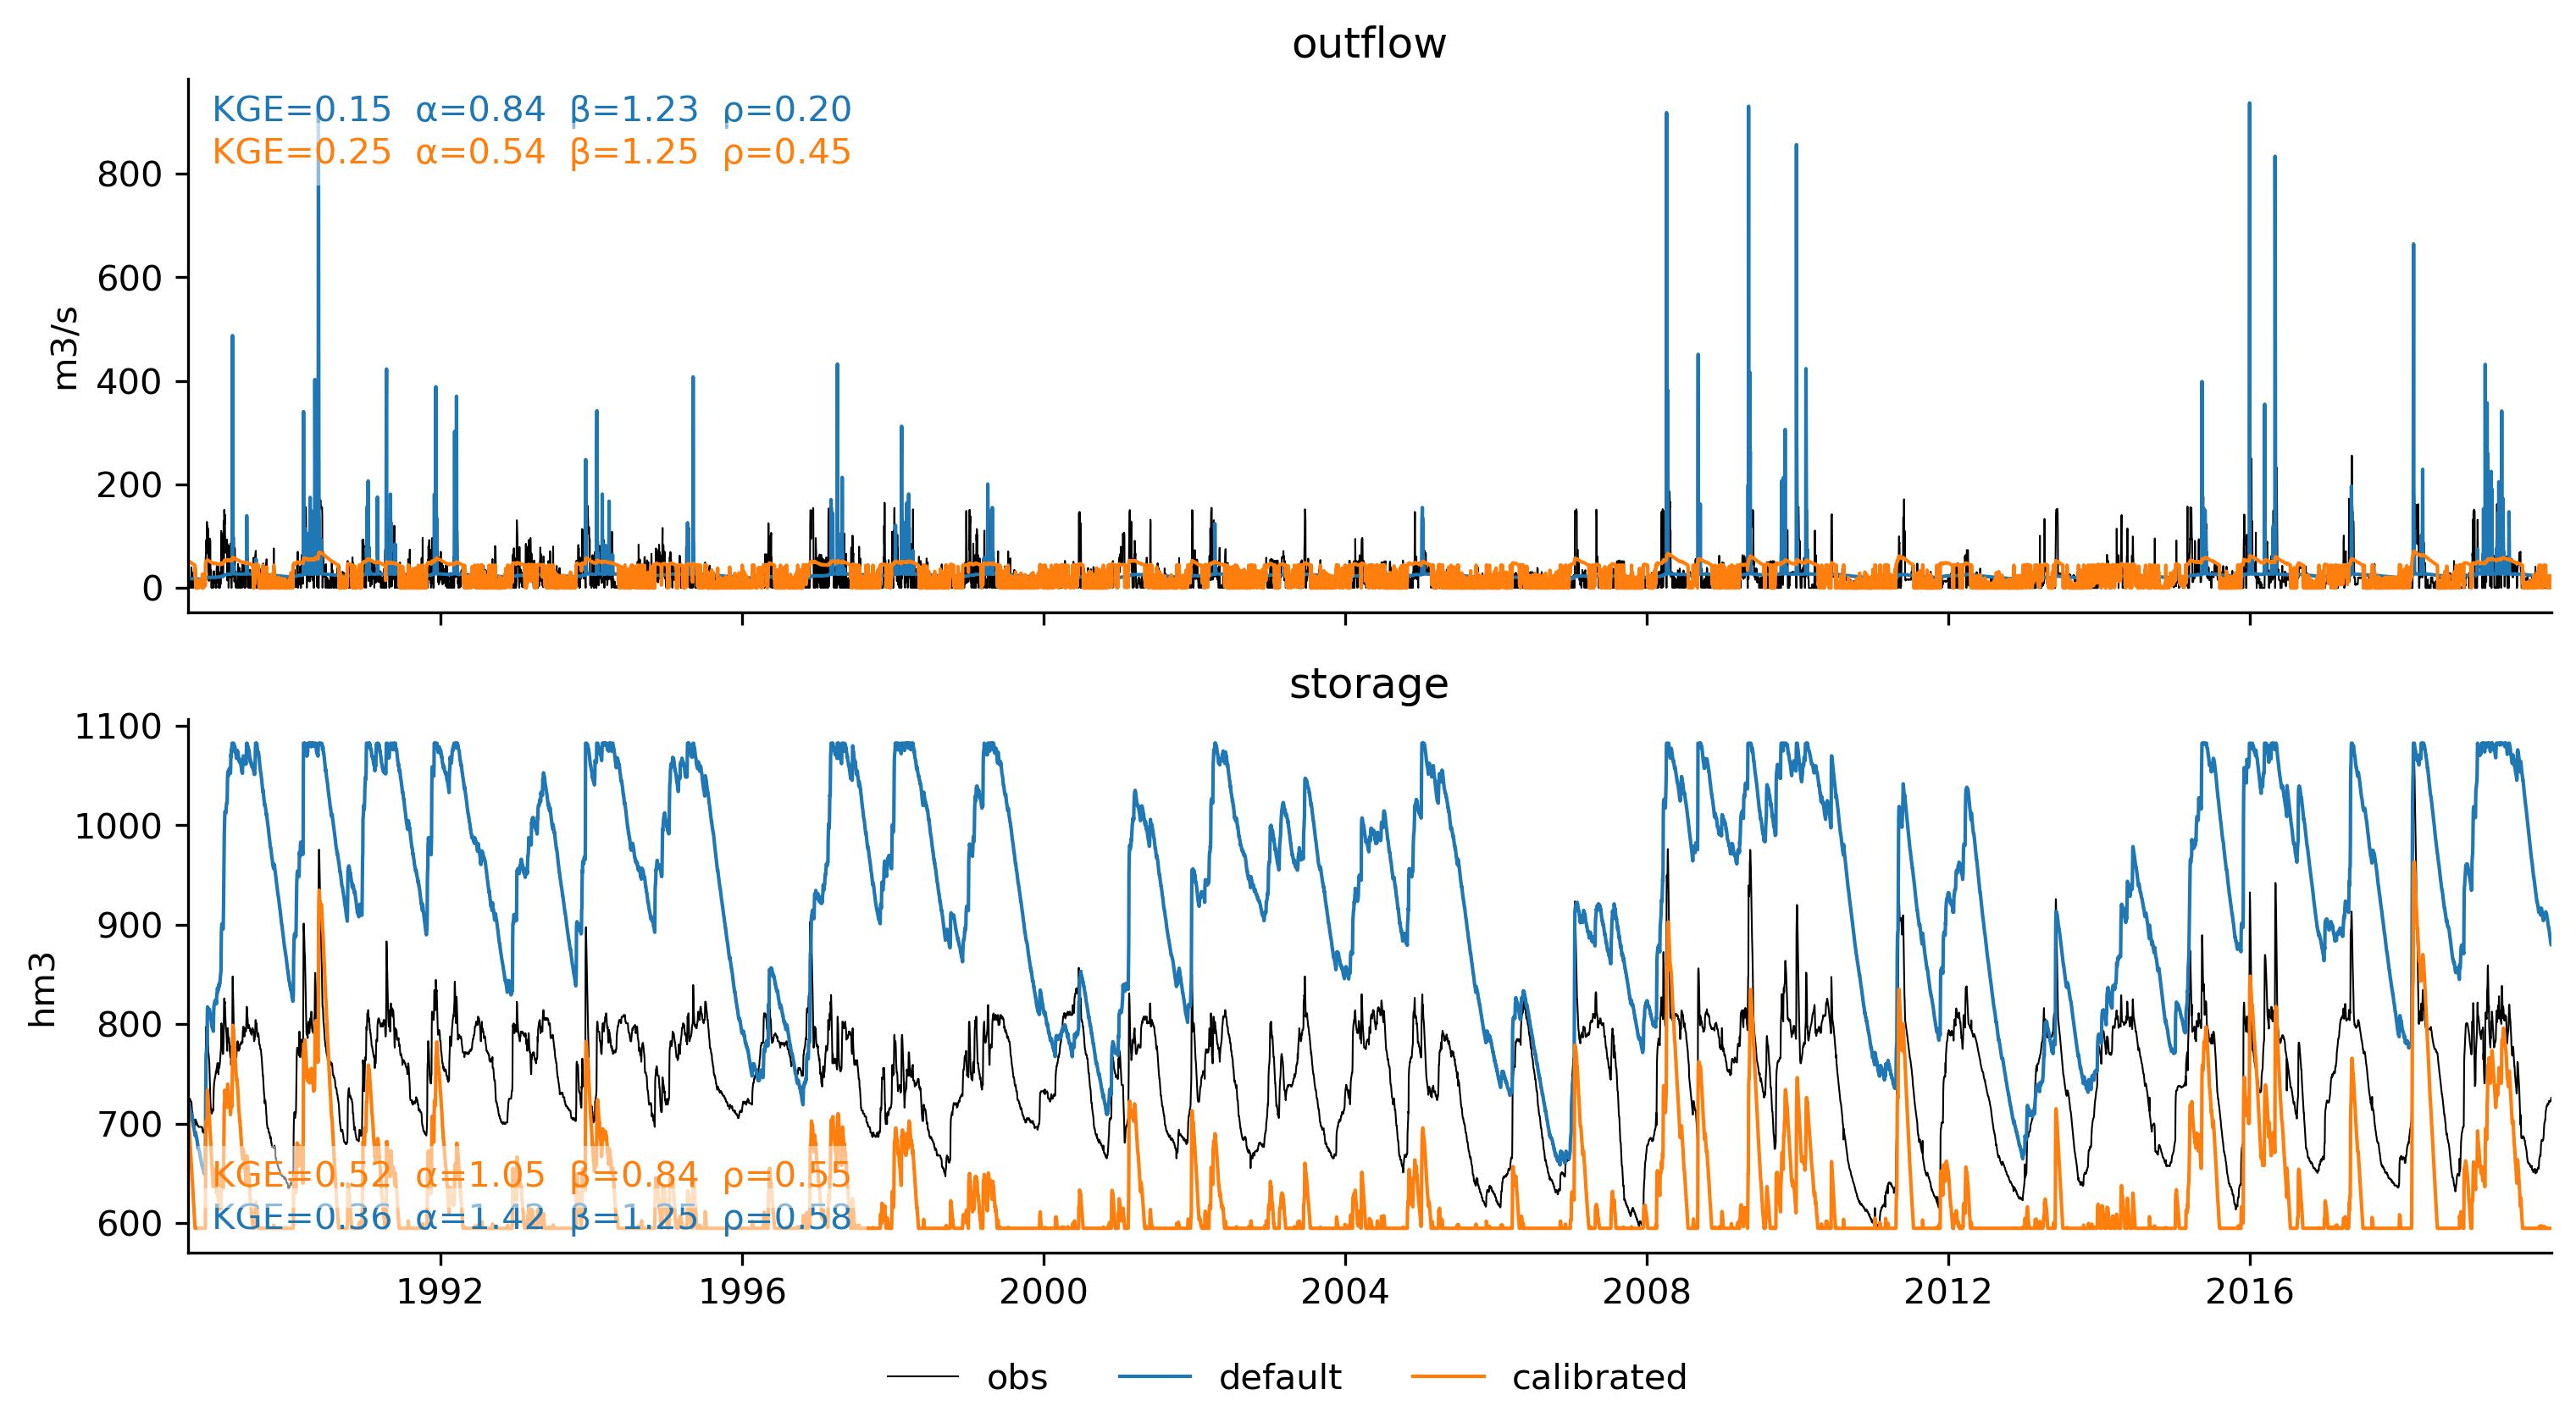 outflow
KGE=0.15 α=0.84 β=1.23 ρ=0.20
KGE=0.25 α=0.54 β=1.25 ρ=0.45
m3/s
800
600
400
200
0
storage
hm3
1100
1000
900
800
700
600
KGE=0.52 α=1.05 β=0.84 ρ=0.55
KGE=0.36 α=1.42 β=1.25 ρ=0.58
1992 1996 2000 2004 2008 2012 2016
obs default calibrated